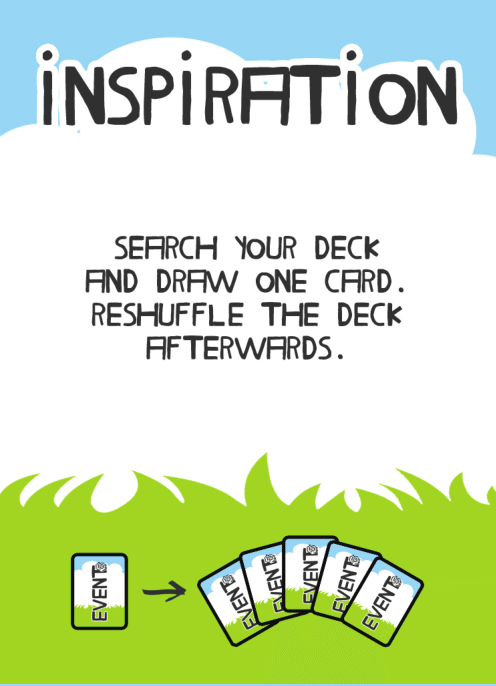 iNSPiRATiON
SEARCH YOUR DECK
AND DRAW ONE CARD.
RESHUFFLE THE DECK
AFTERWARDS.
EVENT
EVENT
EVENT
EVENT
EVENT
EVENT